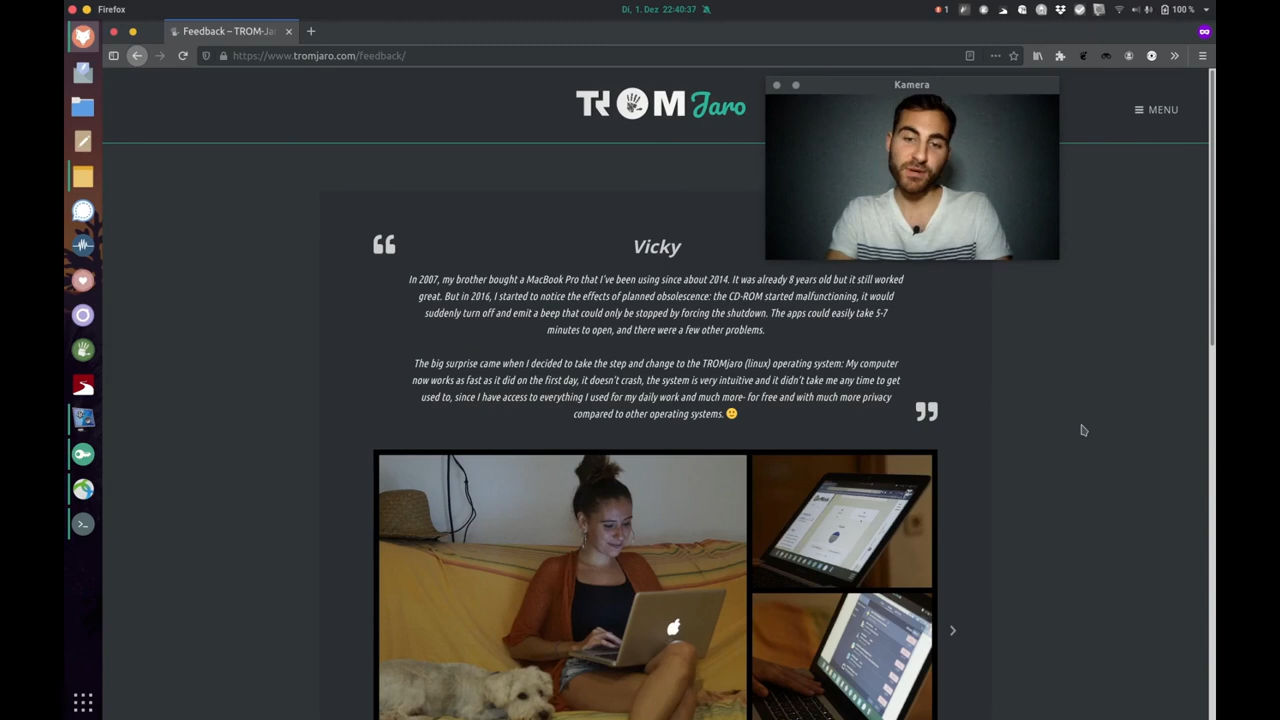 Firefox
Di, 1. Dez 22:40:37
1
100 %
Feedback – TROM-Ja
https://www.tromjaro.com/feedback/
Kamera
TROM Jaro
MENU
Vicky
In 2007, my brother bought a MacBook Pro that I've been using since about 2014. It was already 8 years old but it still worked
great. But in 2016, I started to notice the effects of planned obsolescence: the CD-ROM started malfunctioning, it would
suddenly turn off and emit a beep that could only be stopped by forcing the shutdown. The apps could easily take 5-7
minutes to open, and there were a few other problems.
The big surprise came when I decided to take the step and change to the TROMjaro (linux) operating system: My computer
now works as fast as it did on the first day, it doesn't crash, the system is very intuitive and it didn't take me any time to get
used to, since I have access to everything I used for my daily work and much more- for free and with much more privacy
compared to other operating systems. 🙂